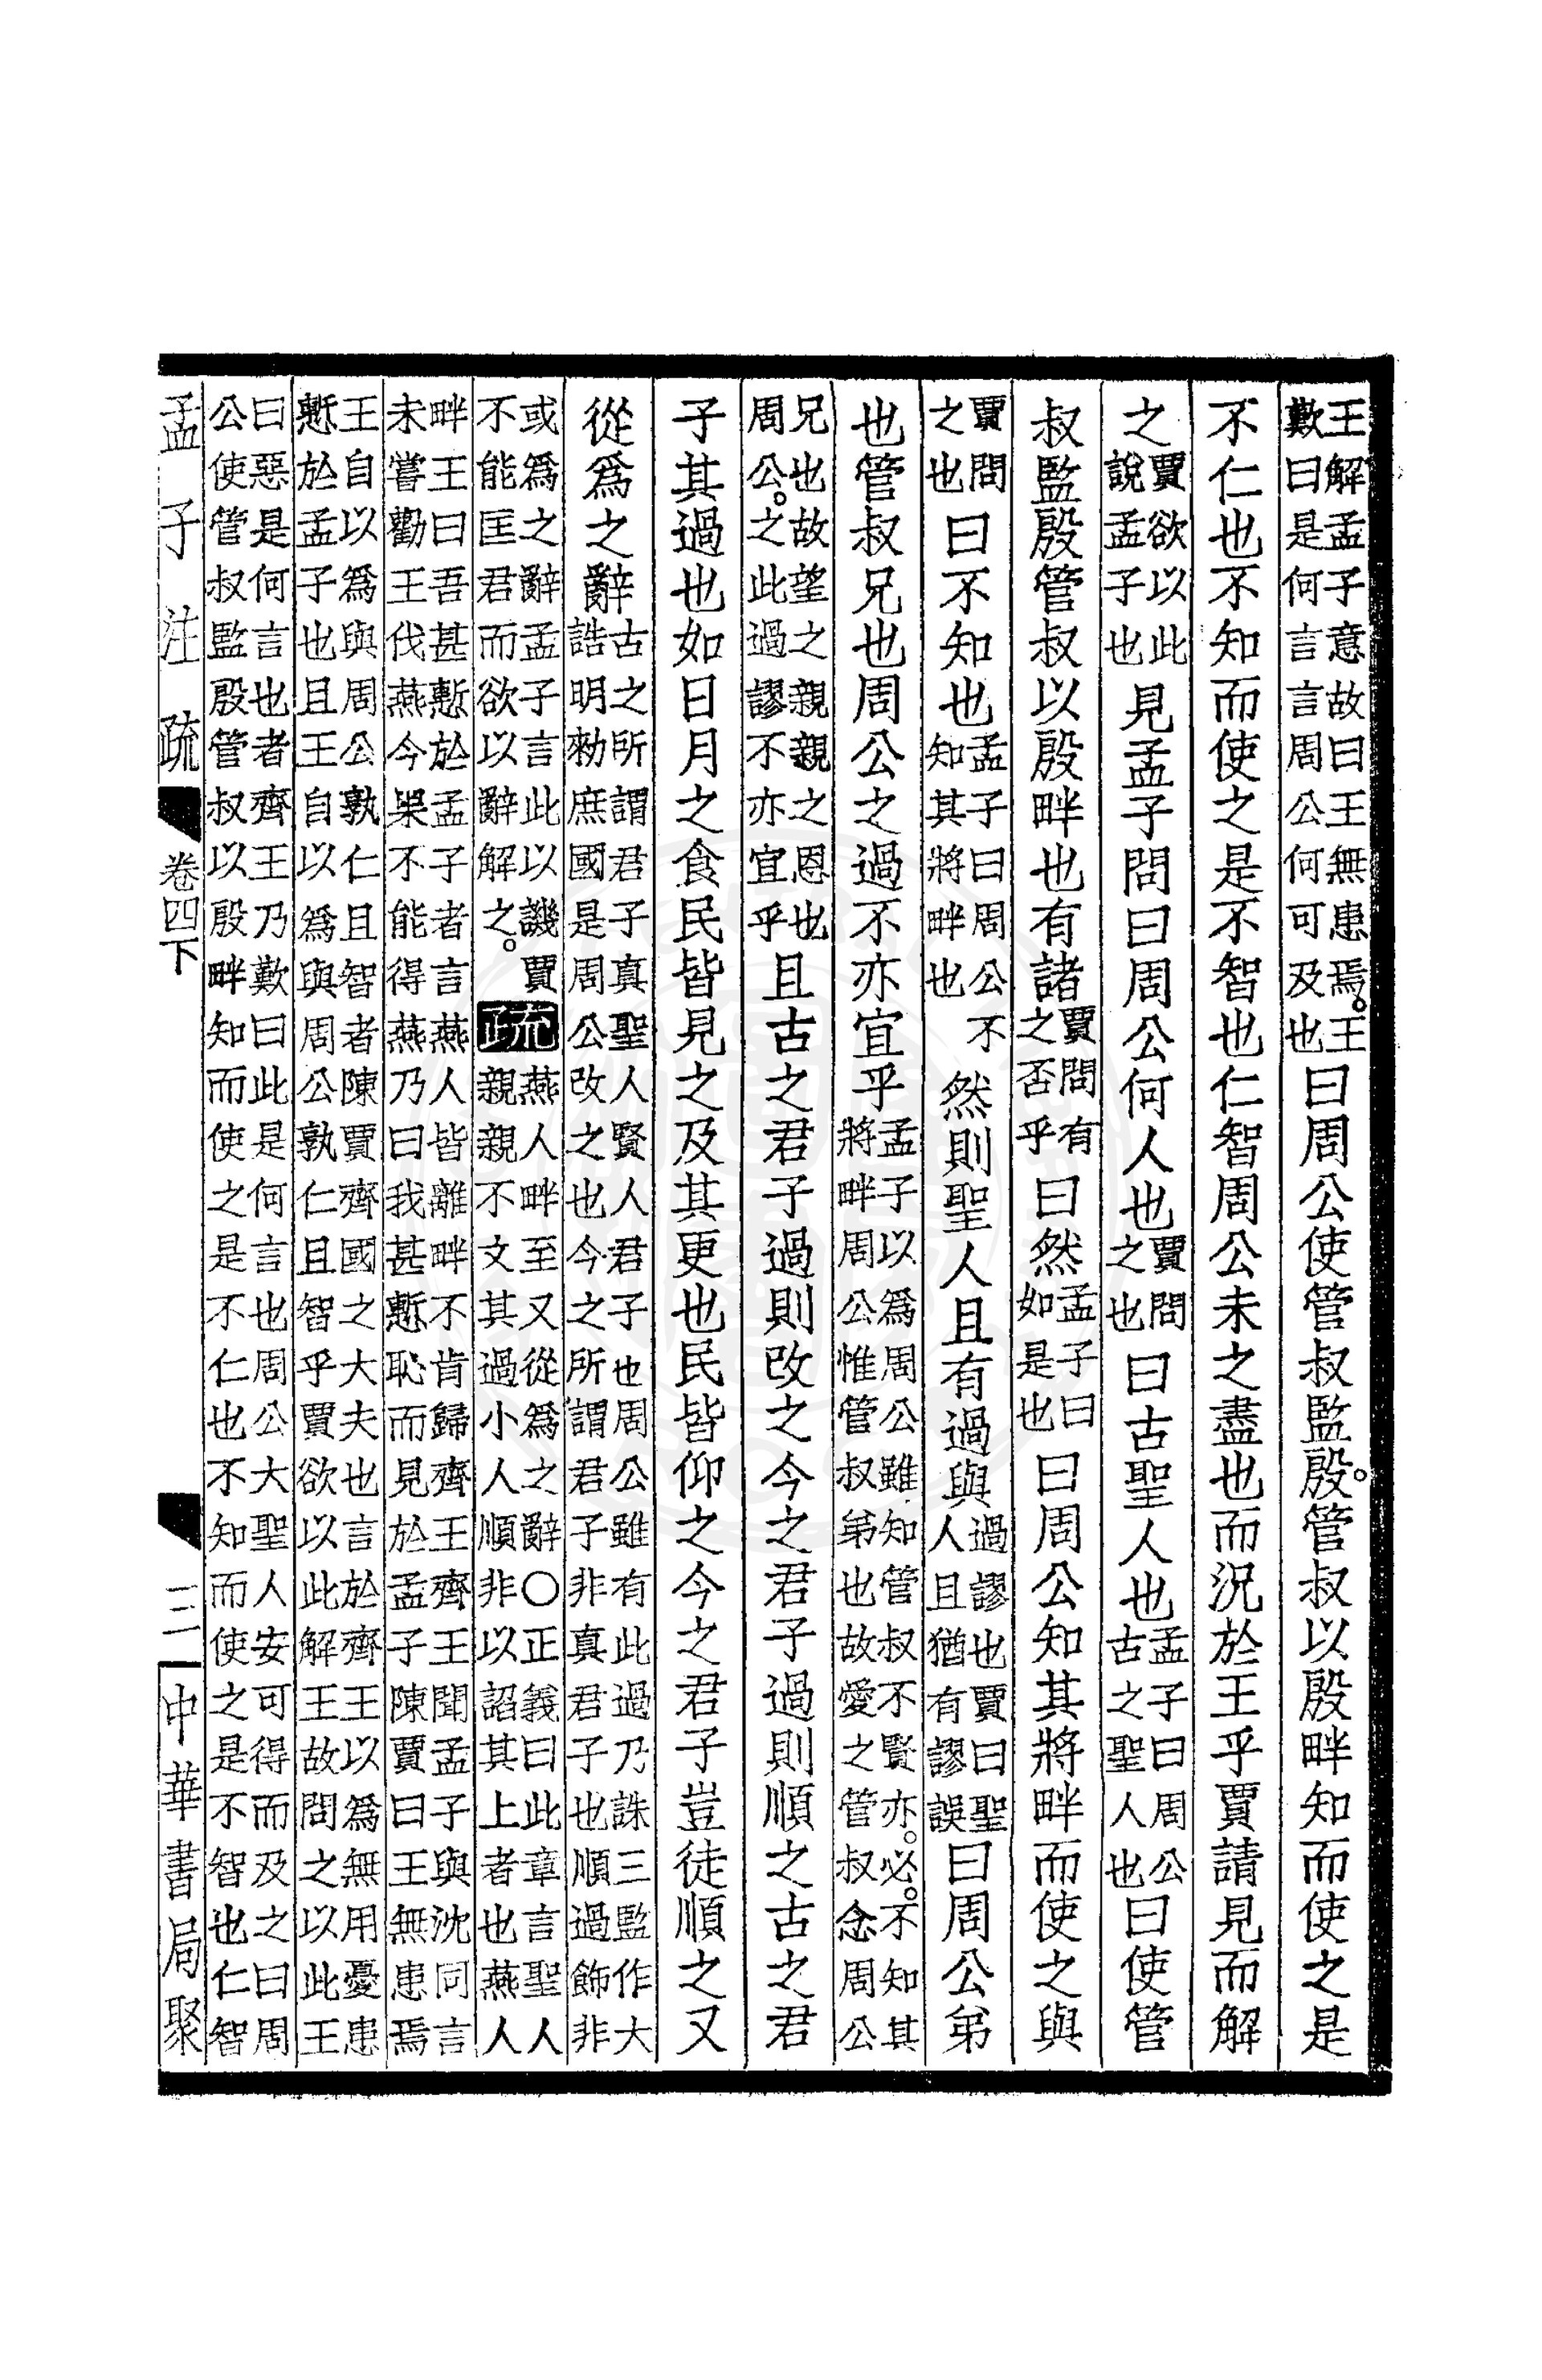 王解孟子意故曰王無患焉。王歎曰是何言言周公何可及也曰周公使管叔監殷。管叔以殷畔知而使之是
不仁也不知而使之是不智也仁智周公未之盡也而況於王乎賈請見而解
之賈欲以此說孟子也見孟子問曰周公何人也賈問之也曰古聖人也孟子曰周公古之聖人也曰使管
叔監殷管叔以殷畔也有諸賈問有之否乎曰然孟子曰如是也曰周公知其將畔而使之與
賈問之也曰不知也孟子曰周公不知其將畔也然則聖人且有過與過謬也賈曰聖人且猶有謬誤曰周公弟
也管叔兄也周公之過不亦宜乎孟子以爲周公雖知管叔不賢亦。必。不知其將畔周公惟管叔弟也故愛之管叔念周公
兄也故望之親親之恩也周公。之此過謬不亦宜乎且古之君子過則改之今之君子過則順之古之君
子其過也如日月之食民皆見之及其更也民皆仰之今之君子豈徒順之又
從爲之辭古之所謂君子真聖人賢人君子也周公雖有此過乃誅三監作大誥明勑庶國是周公改之也今之所謂君子非真君子也順過飾非
或爲之辭孟子言此以譏賈不能匡君而欲以辭解之。疏燕人畔至又從爲之辭○正義曰此章言聖人親親不文其過小人順非以諂其上者也燕人
畔王曰吾甚慙於孟子者言燕人皆離畔不肯歸齊王齊王聞孟子與沈同言未嘗勸王伐燕今果不能得燕乃曰我甚慙恥而見於孟子陳賈曰王無患焉
王自以爲與周公孰仁且智者陳賈齊國之大夫也言於齊王以爲無用憂患慙於孟子也且王自以爲與周公孰仁且智乎賈欲以此解王故問之以此王
曰惡是何言也者齊王乃歎曰此是何言也周公大聖人安可得而及之曰周公使管叔監殷管叔以殷畔知而使之是不仁也不知而使之是不智也仁智
孟子注疏 卷四下 三 中華書局聚